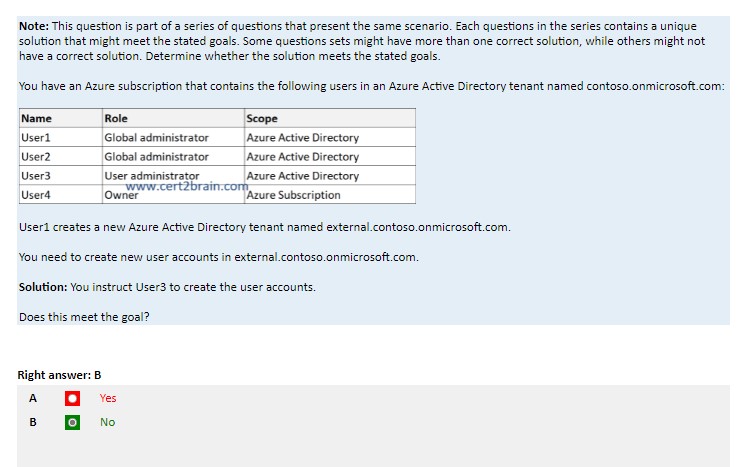 Note: This question is part of a series of questions that present the same scenario. Each questions in the series contains a unique
solution that might meet the stated goals. Some questions sets might have more than one correct solution, while others might not
have a correct solution. Determine whether the solution meets the stated goals.
You have an Azure subscription that contains the following users in an Azure Active Directory tenant named contoso.onmicrosoft.com:
Name Role Scope
User1 Global administrator Azure Active Directory
User2 Global administrator Azure Active Directory
User3 User administrator Azure Active Directory
www.cert2brain.com
User4 Owner Azure Subscription
User1 creates a new Azure Active Directory tenant named external.contoso.onmicrosoft.com.
You need to create new user accounts in external.contoso.onmicrosoft.com.
Solution: You instruct User3 to create the user accounts.
Does this meet the goal?
Right answer: B
A Yes
B No